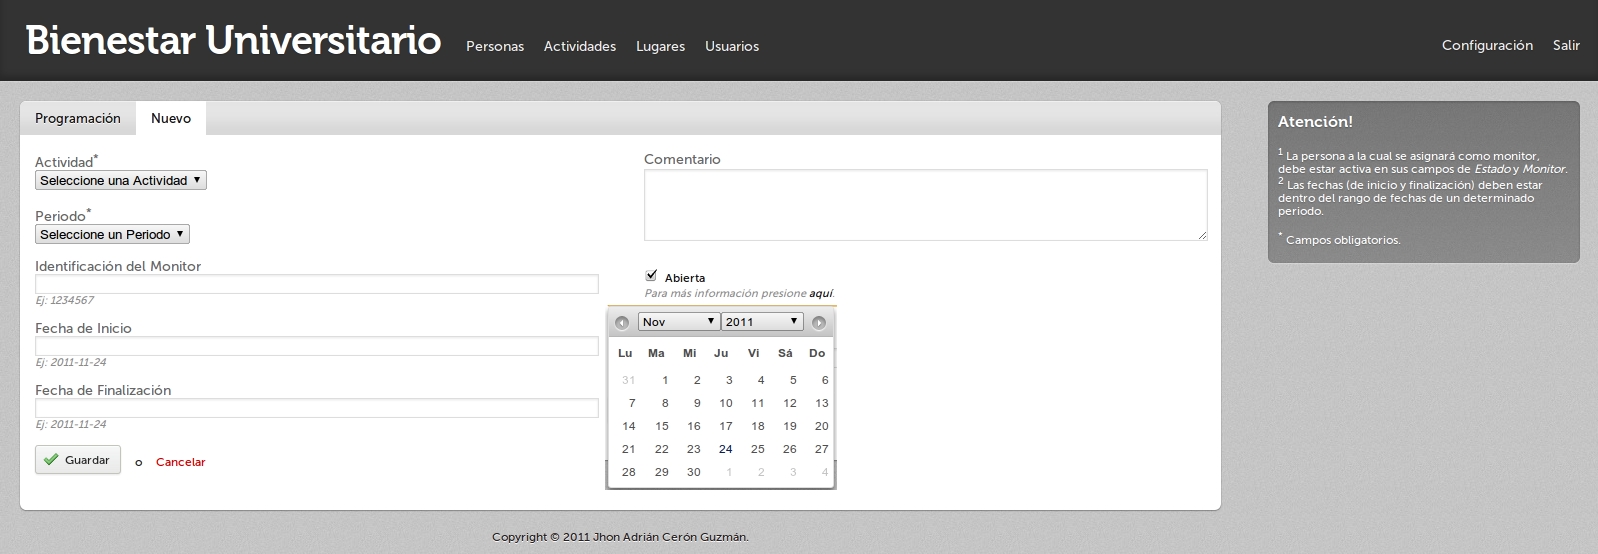 Bienestar Universitario
Personas Actividades Lugares Usuarios
Configuración Salir
Programación Nuevo
Actividad*
Seleccione una Actividad
Periodo*
Seleccione un Periodo
Identificación del Monitor
Ej: 1234567
Fecha de Inicio
Ej: 2011-11-24
Fecha de Finalización
Ej: 2011-11-24
Guardar o Cancelar
Comentario
Abierta
Para más información presione aquí.
Nov 2011
Lu Ma Mi Ju Vi Sá Do
31 1 2 3 4 5 6
7 8 9 10 11 12 13
14 15 16 17 18 19 20
21 22 23 24 25 26 27
28 29 30 1 2 3 4
Atención!
1 La persona a la cual se asignará como monitor,
debe estar activa en sus campos de Estado y Monitor.
2 Las fechas (de inicio y finalización) deben estar
dentro del rango de fechas de un determinado
periodo.
* Campos obligatorios.
Copyright © 2011 Jhon Adrián Cerón Guzmán.